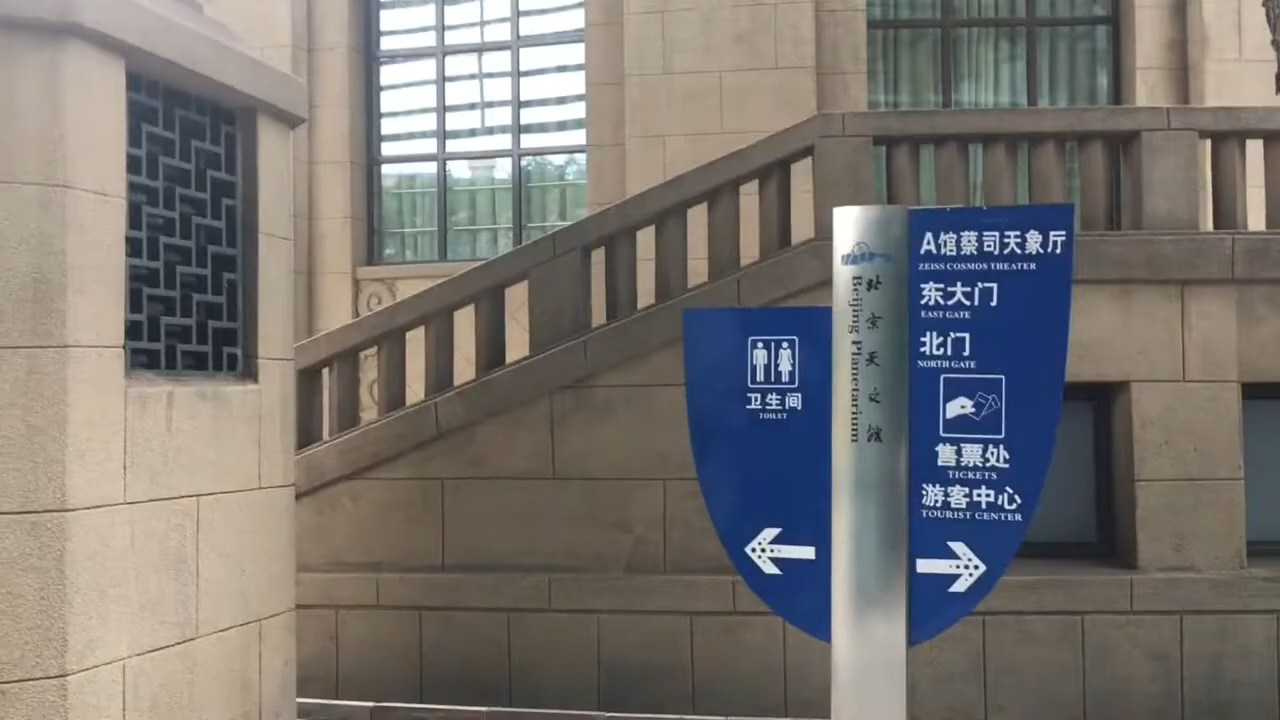 卫生间
TOILET
北京天文馆
Beijing Planetarium
A馆蔡司天象厅
ZEISS COSMOS THEATER
东大门
EAST GATE
北门
NORTH GATE
售票处
TICKETS
游客中心
TOURIST CENTER